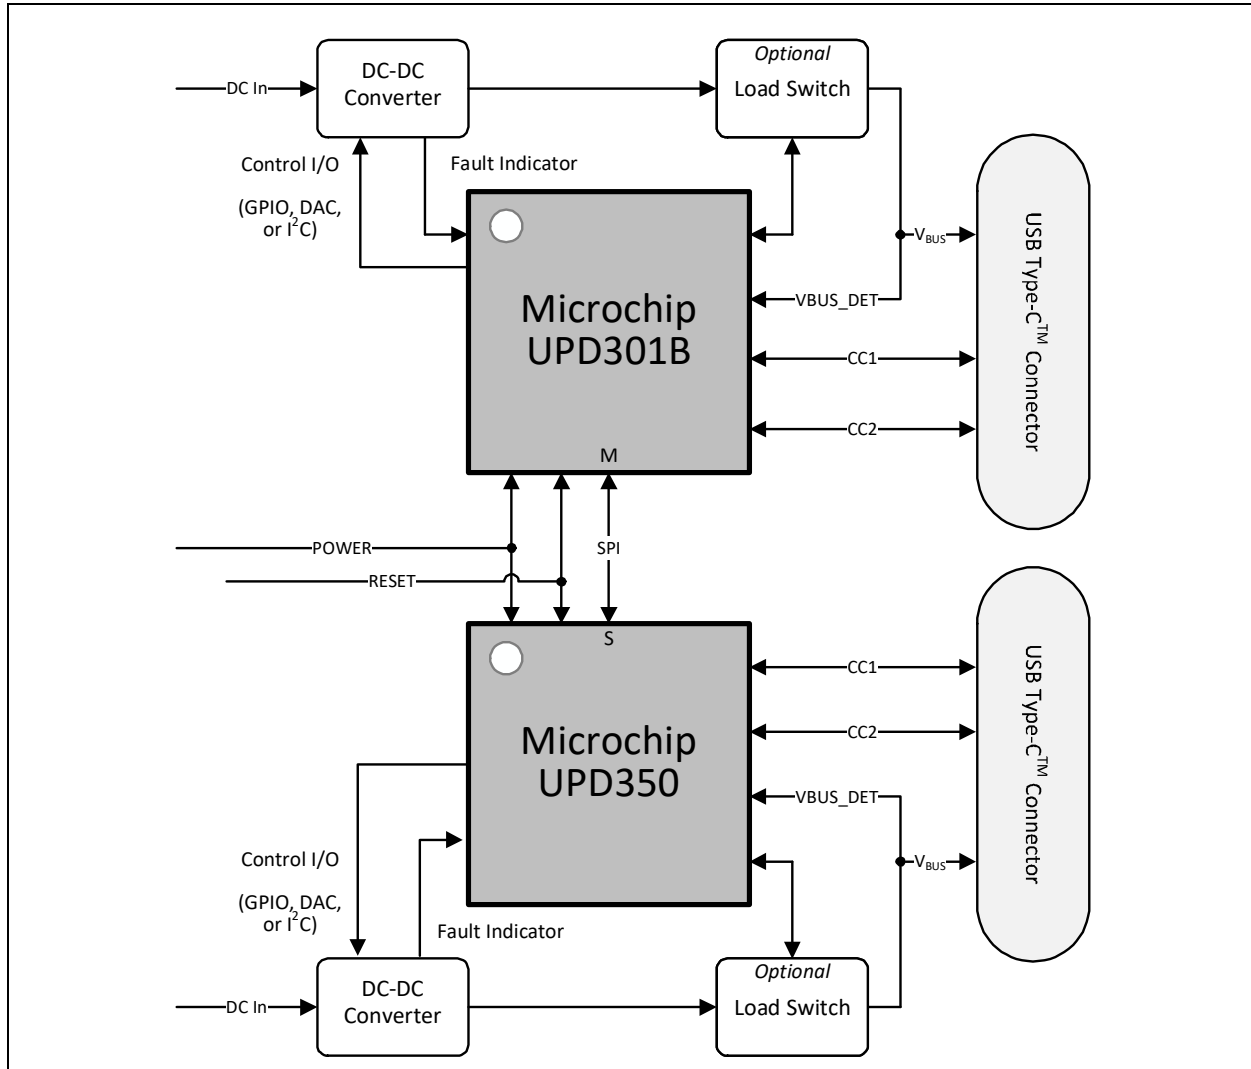 DC In
DC-DC
Converter
Optional
Load Switch
Control I/O
(GPIO, DAC,
or I²C)
Fault Indicator
Microchip
UPD301B
M
VBUS
VBUS_DET
CC1
CC2
USB Type-C™ Connector
POWER
RESET
SPI
S
Microchip
UPD350
CC1
CC2
VBUS_DET
VBUS
USB Type-C™ Connector
Control I/O
(GPIO, DAC,
or I²C)
Fault Indicator
DC In
DC-DC
Converter
Optional
Load Switch